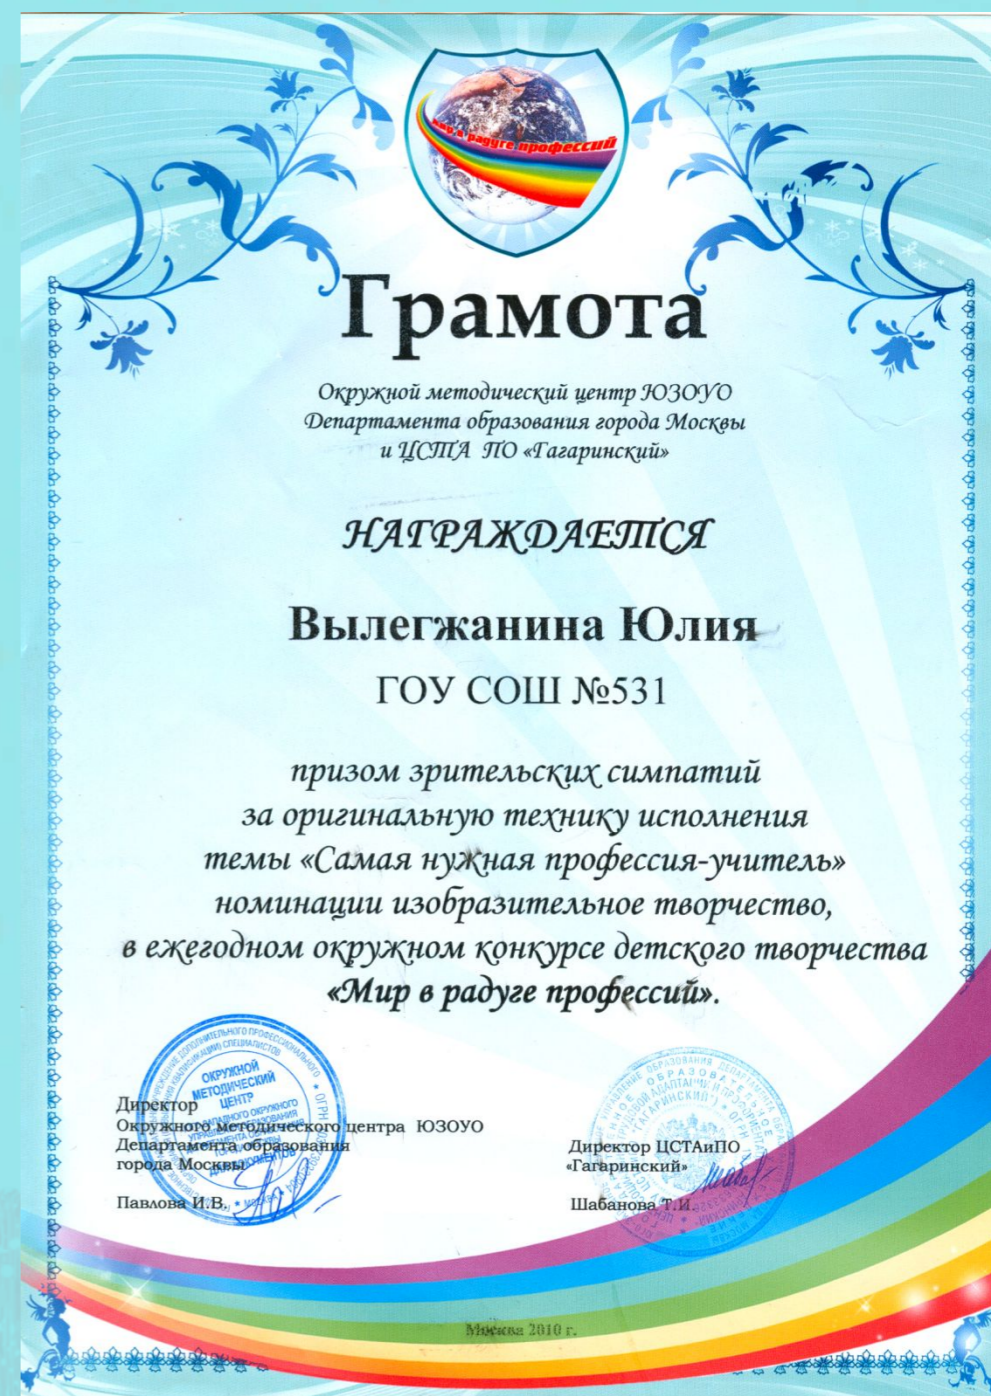 мир в радуге профессий
Грамота
Окружной методический центр ЮЗОУО
Департамента образования города Москвы
и ЦСТА ПО «Гагаринский»
НАГРАЖДАЕТСЯ
Вылегжанина Юлия
ГОУ СОШ №531
призом зрительских симпатий
за оригинальную технику исполнения
темы «Самая нужная профессия-учитель»
номинации изобразительное творчество,
в ежегодном окружном конкурсе детского творчества
«Мир в радуге профессий».
ОКРУЖНОЙ
МЕТОДИЧЕСКИЙ
ЦЕНТР
Директор
Окружного методического центра ЮЗОУО
Департамента образования
города Москвы
Павлова И.В.
Директор ЦСТАиПО
«Гагаринский»
Шабанова Т.И.
Москва 2010 г.